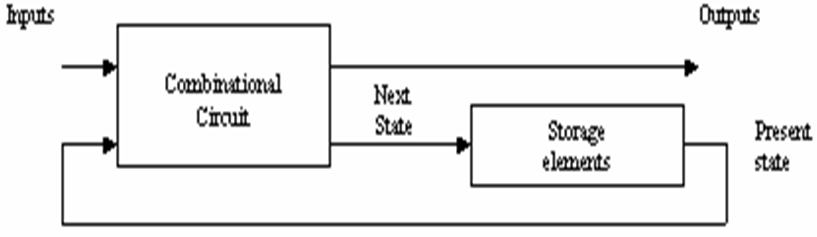 Inputs
Outputs
Combinational
Circuit
Next
State
Storage
elements
Present
state